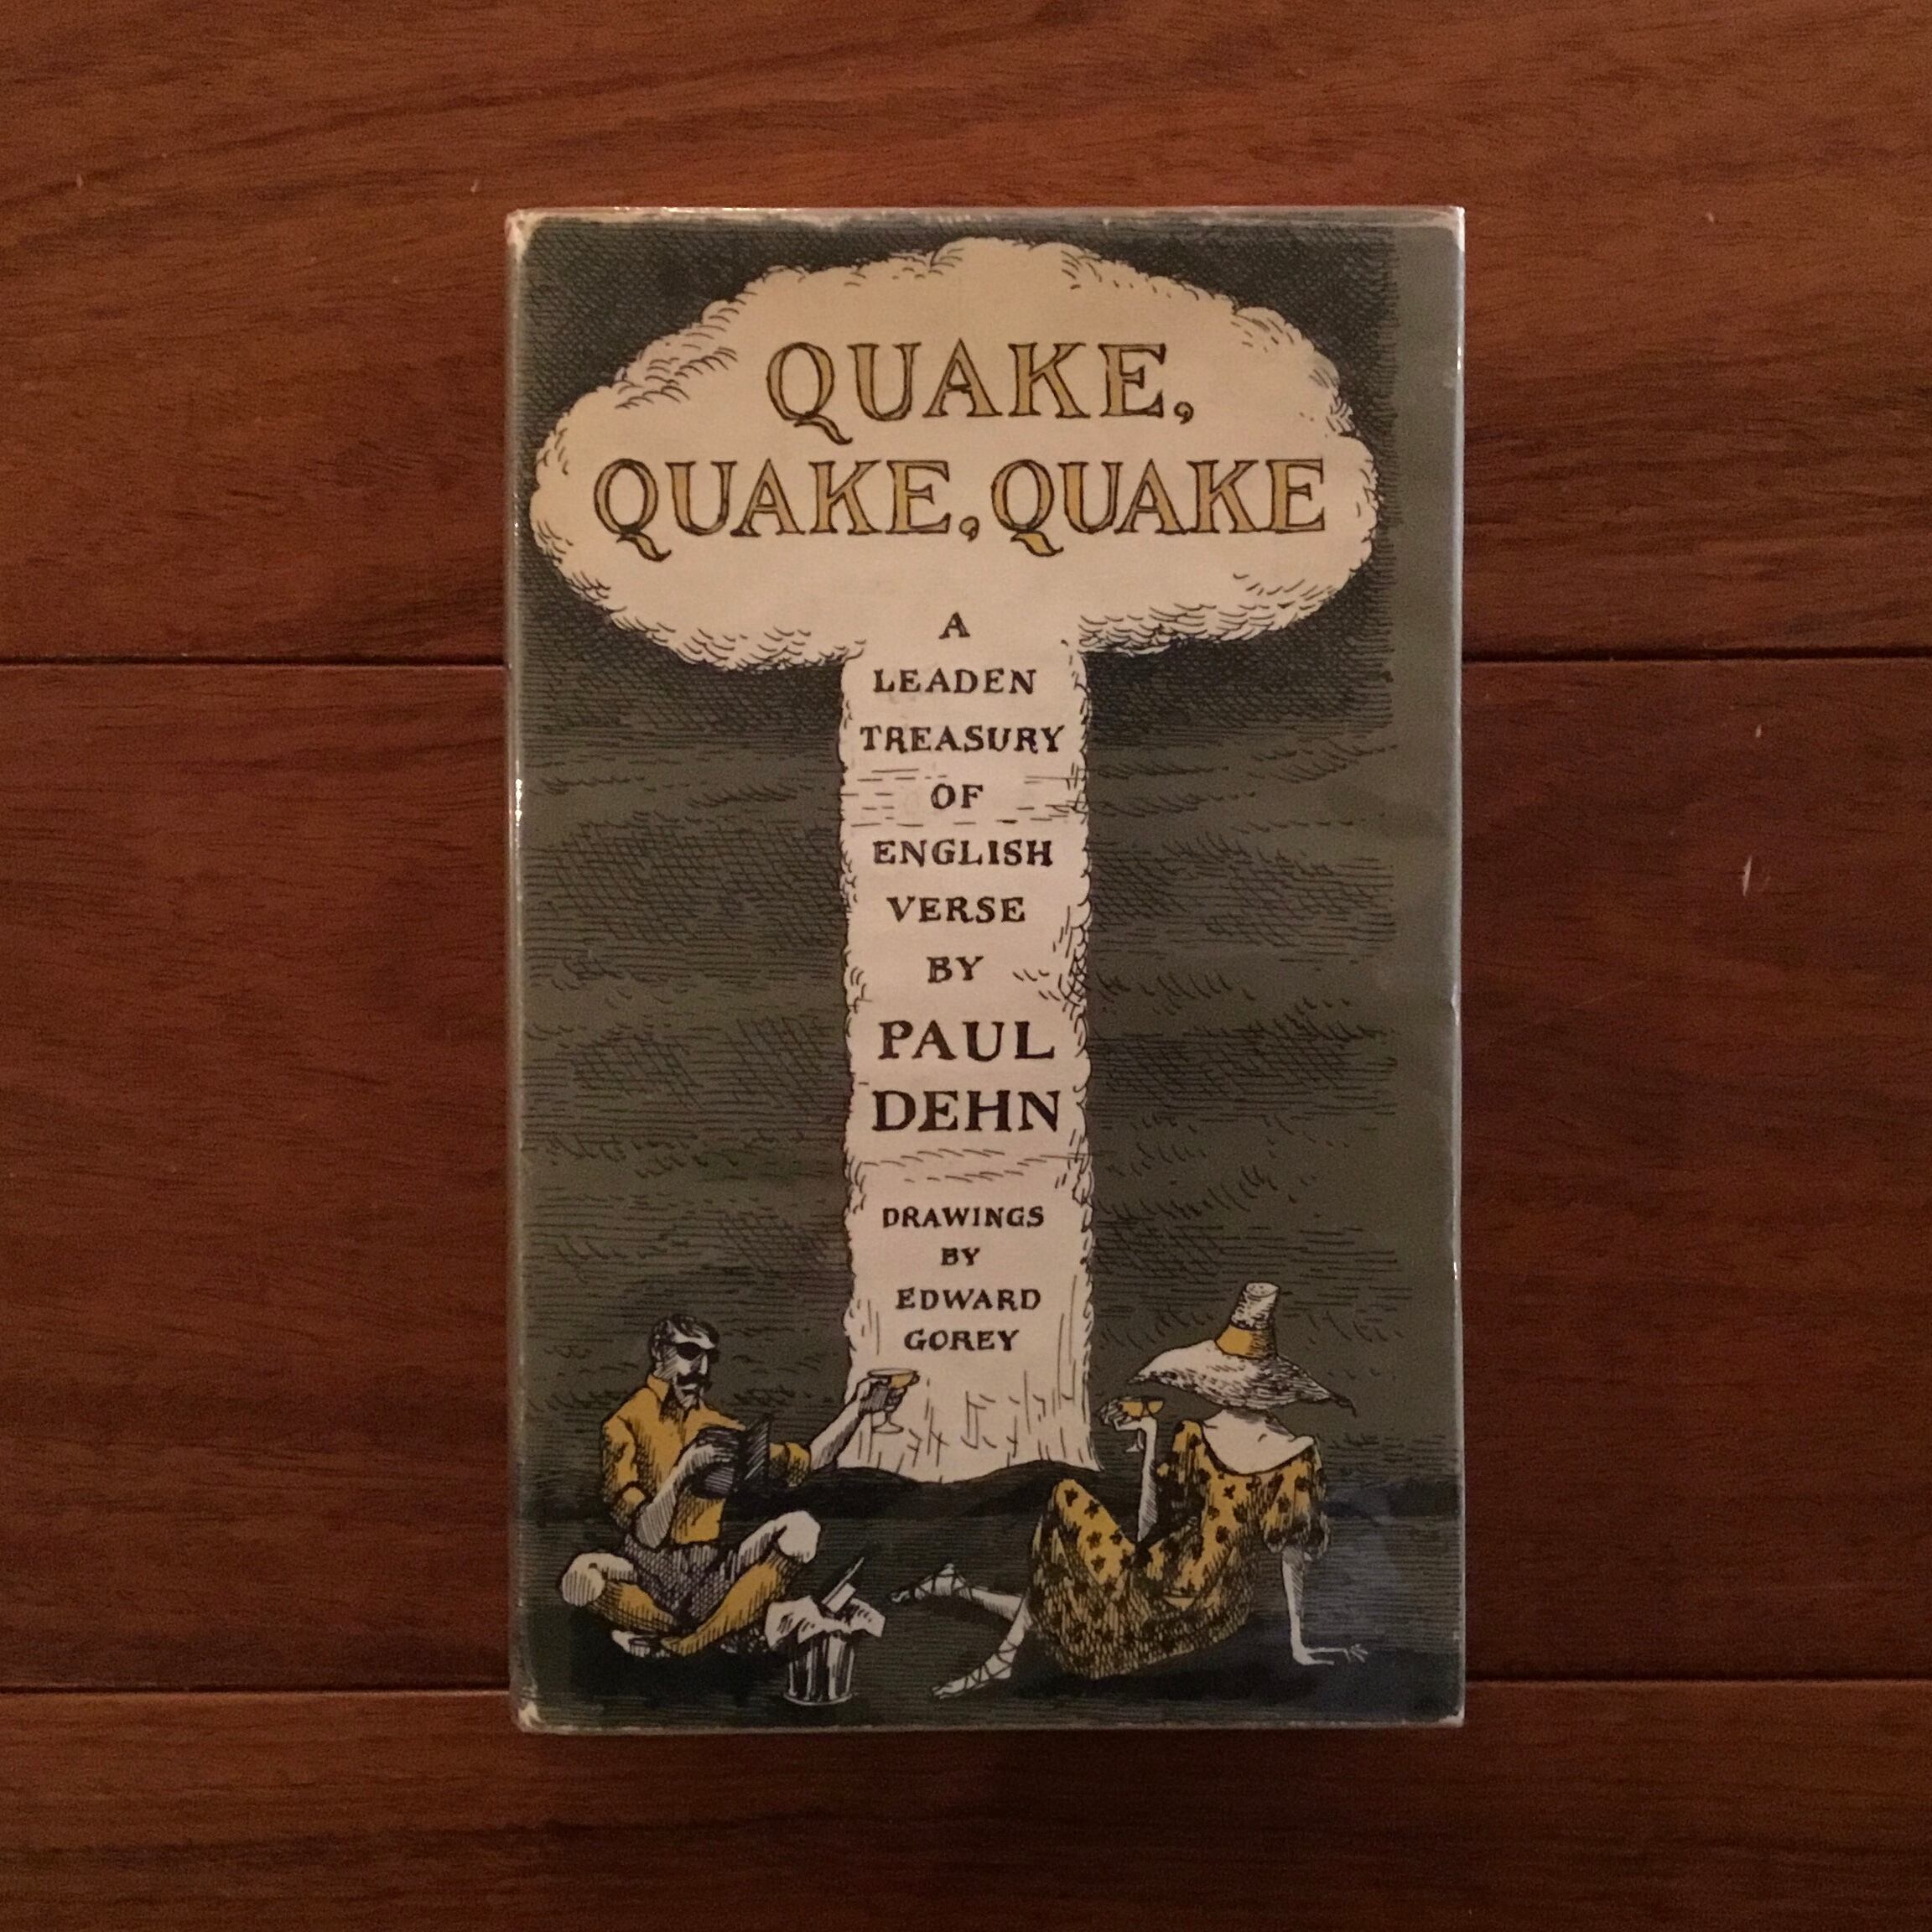 QUAKE,
QUAKE, QUAKE
A
LEADEN
TREASURY
OF
ENGLISH
VERSE
BY
PAUL
DEHN
DRAWINGS
BY
EDWARD
GOREY